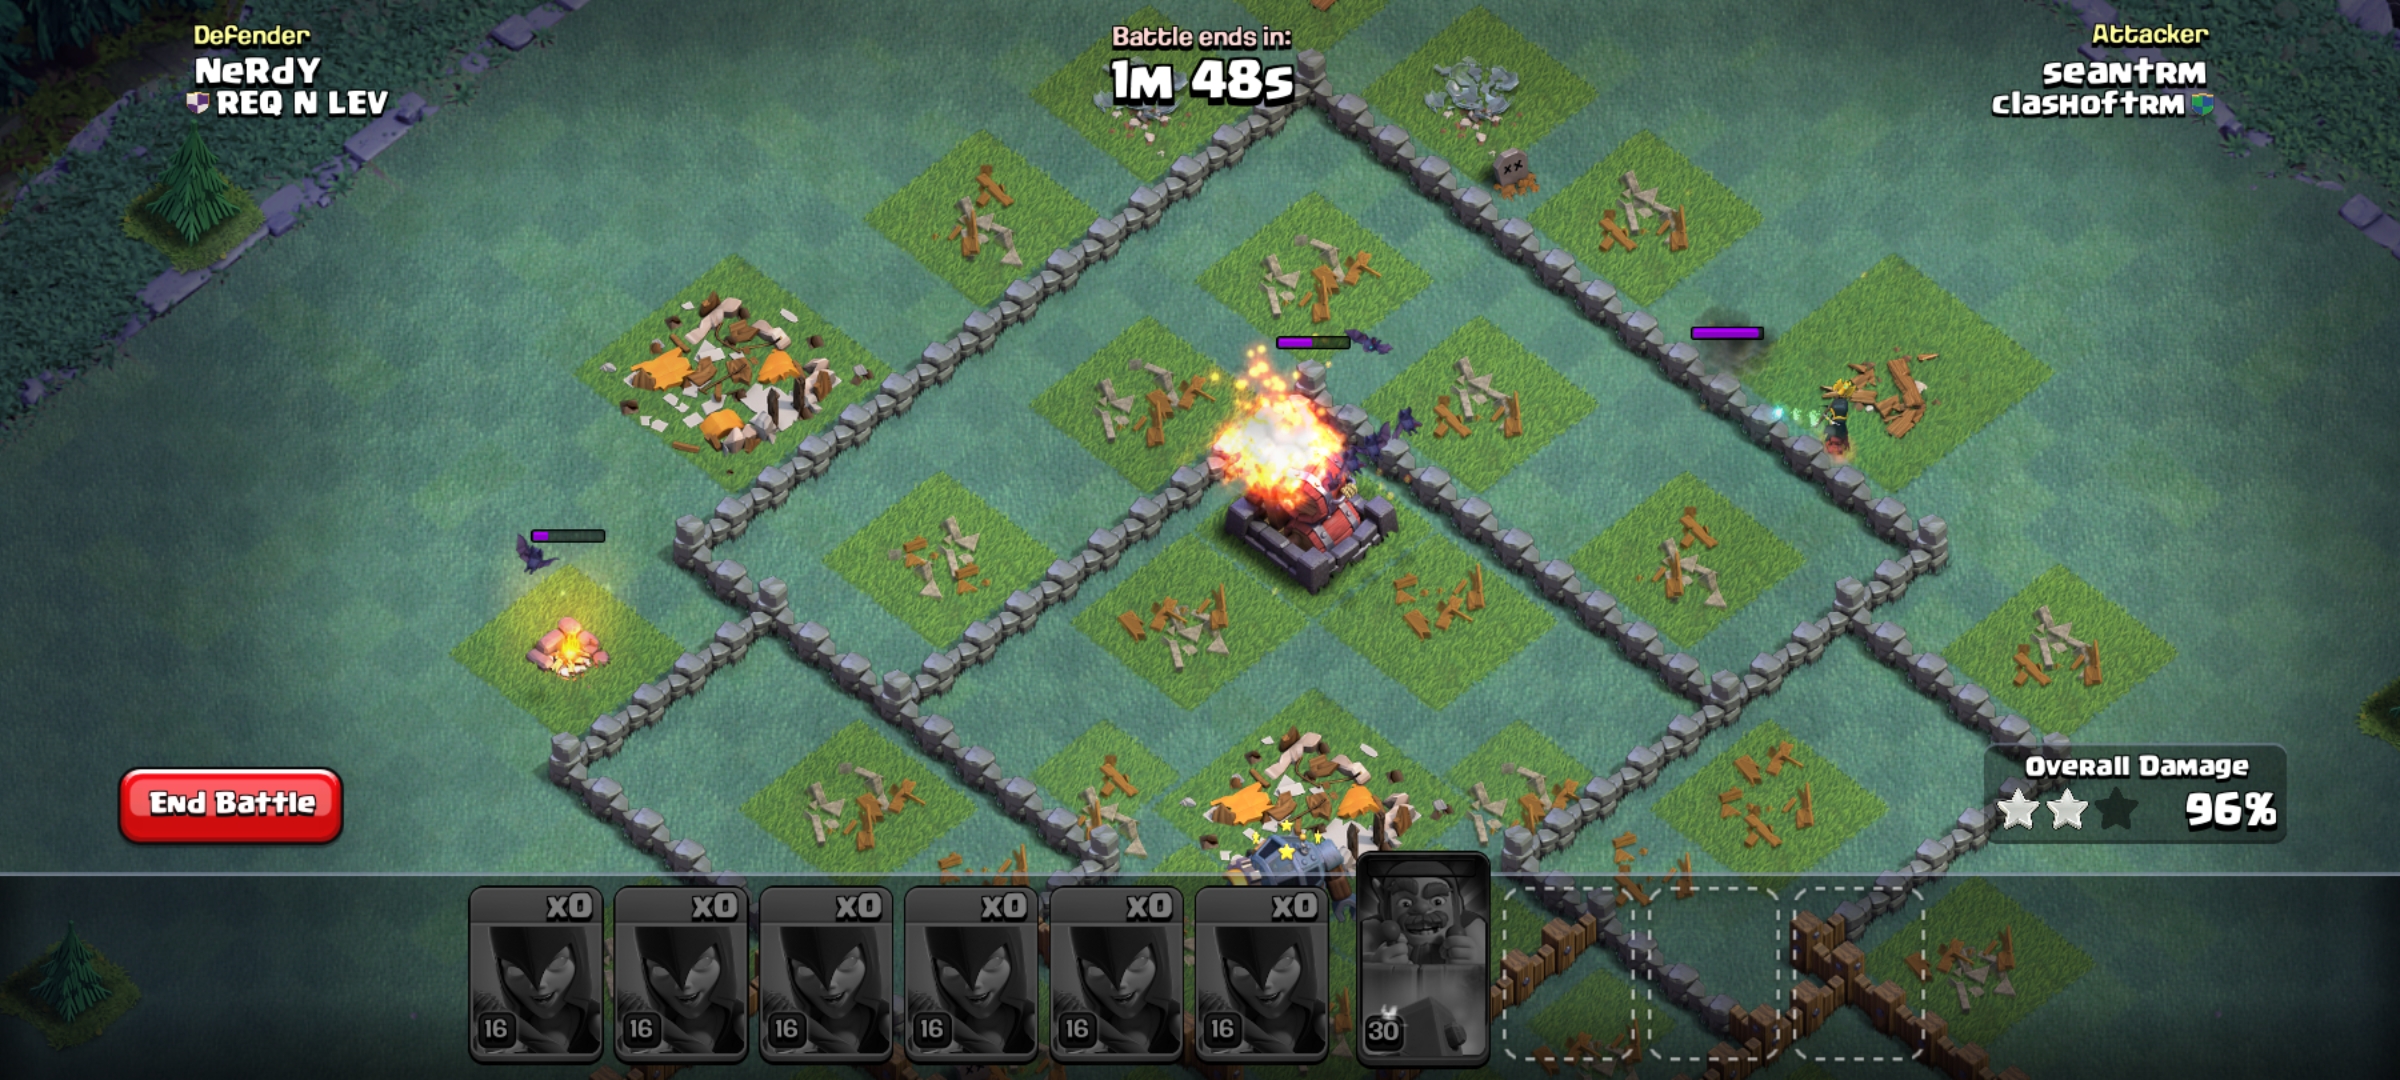 Defender
NeRdY
REQ N LEV
Battle ends in:
1M 48s
Attacker
seantRM
clashoftRM
End Battle
Overall Damage
96%
x0
x0
x0
x0
x0
x0
16
16
16
16
16
16
30